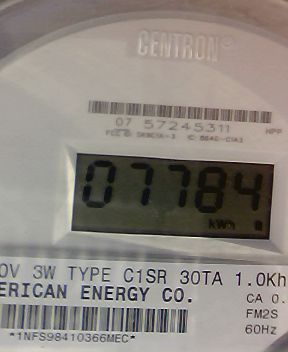 CENTRON®
07 57245311
HPP
07784
kWh
0V 3W TYPE C1SR 30TA 1.0Kh
ERICAN ENERGY CO.
CA 0.
FM2S
60Hz
*1NFS98410366MEC*